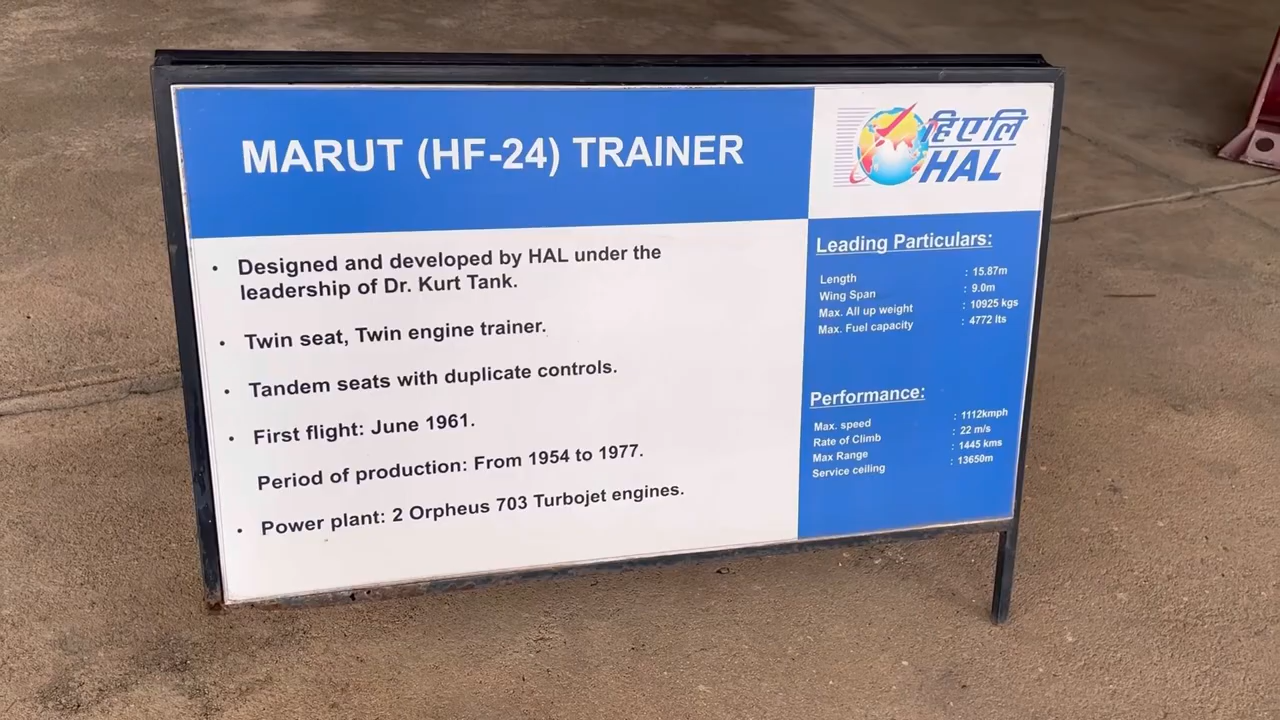 MARUT (HF-24) TRAINER
हिएलि
HAL
• Designed and developed by HAL under the
leadership of Dr. Kurt Tank.
• Twin seat, Twin engine trainer.
• Tandem seats with duplicate controls.
• First flight: June 1961.
Period of production: From 1954 to 1977.
• Power plant: 2 Orpheus 703 Turbojet engines.
Leading Particulars:
Length : 15.87m
Wing Span : 9.0m
Max. All up weight : 10925 kgs
Max. Fuel capacity : 4772 lts
Performance:
Max. speed : 1112kmph
Rate of Climb : 22 m/s
Max Range : 1445 kms
Service ceiling : 13650m